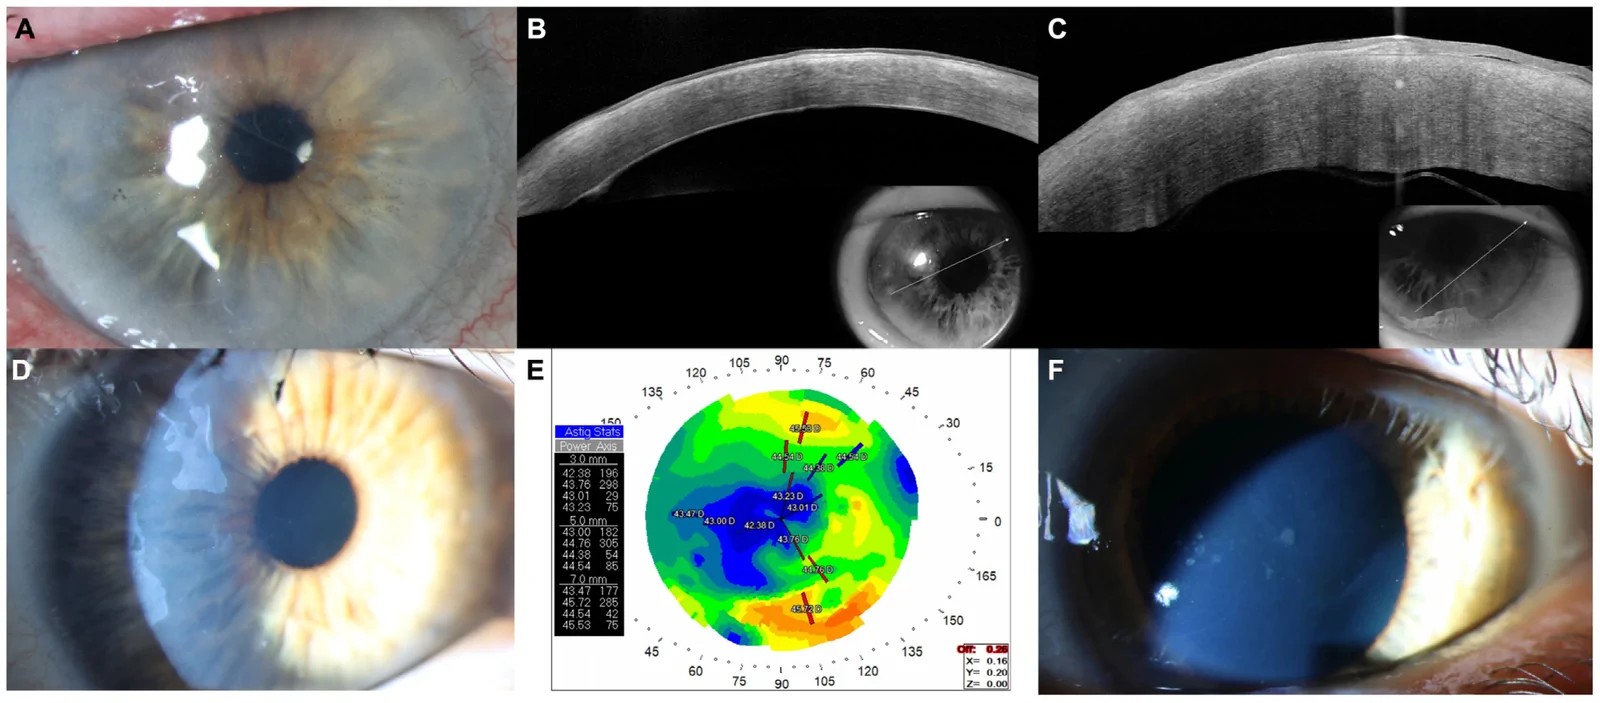 A
B
C
D
E
F
90
105
75
120
60
135
45
150
30
15
0
165
150
135
120
105
90
75
60
45
Astig Stats
Power Axis
3.0 mm
42.38 196
43.76 298
43.01 29
43.23 75
5.0 mm
43.00 182
44.76 305
44.38 54
44.54 85
7.0 mm
43.47 177
45.72 285
44.54 42
45.53 75
45.53 D
44.54 D
44.38 D
44.54 D
43.23 D
43.01 D
43.47 D
43.00 D
42.38 D
43.76 D
44.76 D
45.72 D
Off: 0.26
X= 0.16
Y= 0.20
Z= 0.00